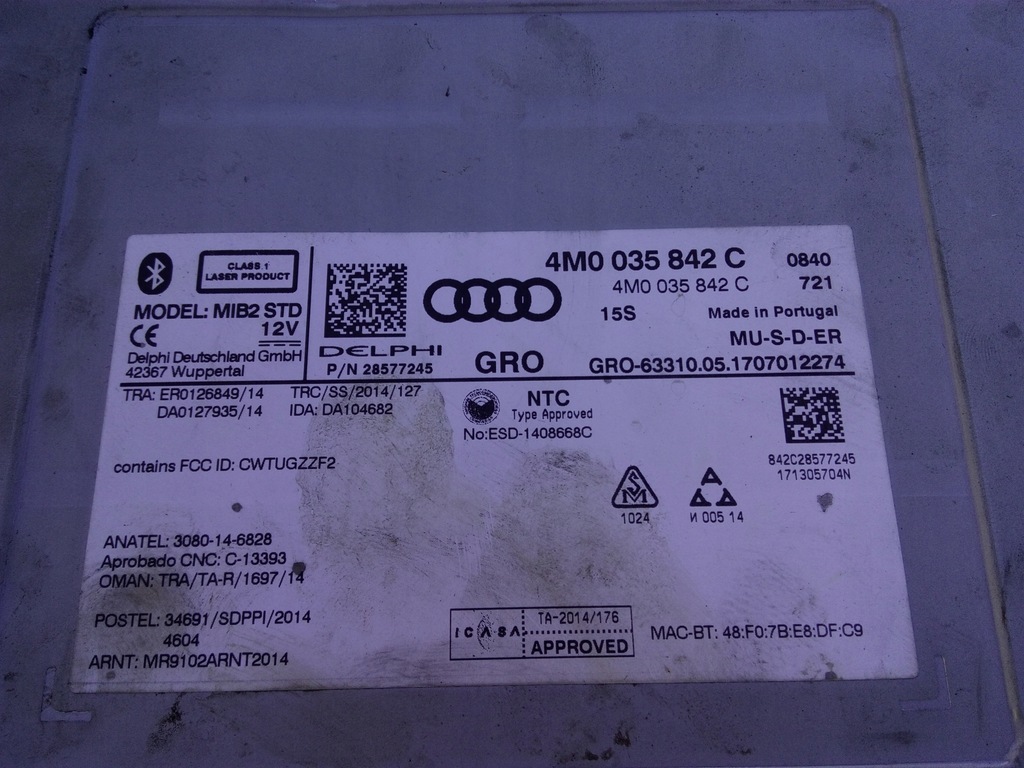 CLASS 1
LASER PRODUCT
MODEL: MIB2 STD
12V
CE
Delphi Deutschland GmbH
42367 Wuppertal
DELPHI
P/N 28577245
4M0 035 842 C 0840
4M0 035 842 C 721
15S Made in Portugal
MU-S-D-ER
GRO GRO-63310.05.1707012274
TRA: ER0126849/14 TRC/SS/2014/127
DA0127935/14 IDA: DA104682
NTC
Type Approved
No:ESD-1408668C
842C28577245
171305704N
contains FCC ID: CWTUGZZF2
1024
И 005 14
ANATEL: 3080-14-6828
Aprobado CNC: C-13393
OMAN: TRA/TA-R/1697/14
POSTEL: 34691/SDPPI/2014
4604
ARNT: MR9102ARNT2014
ICASA TA-2014/176
APPROVED
MAC-BT: 48:F0:7B:E8:DF:C9